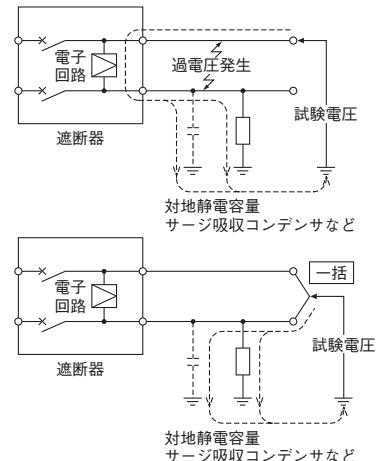 電子
回路
過電圧発生
試験電圧
遮断器
対地静電容量
サージ吸収コンデンサなど
一括
電子
回路
試験電圧
遮断器
対地静電容量
サージ吸収コンデンサなど